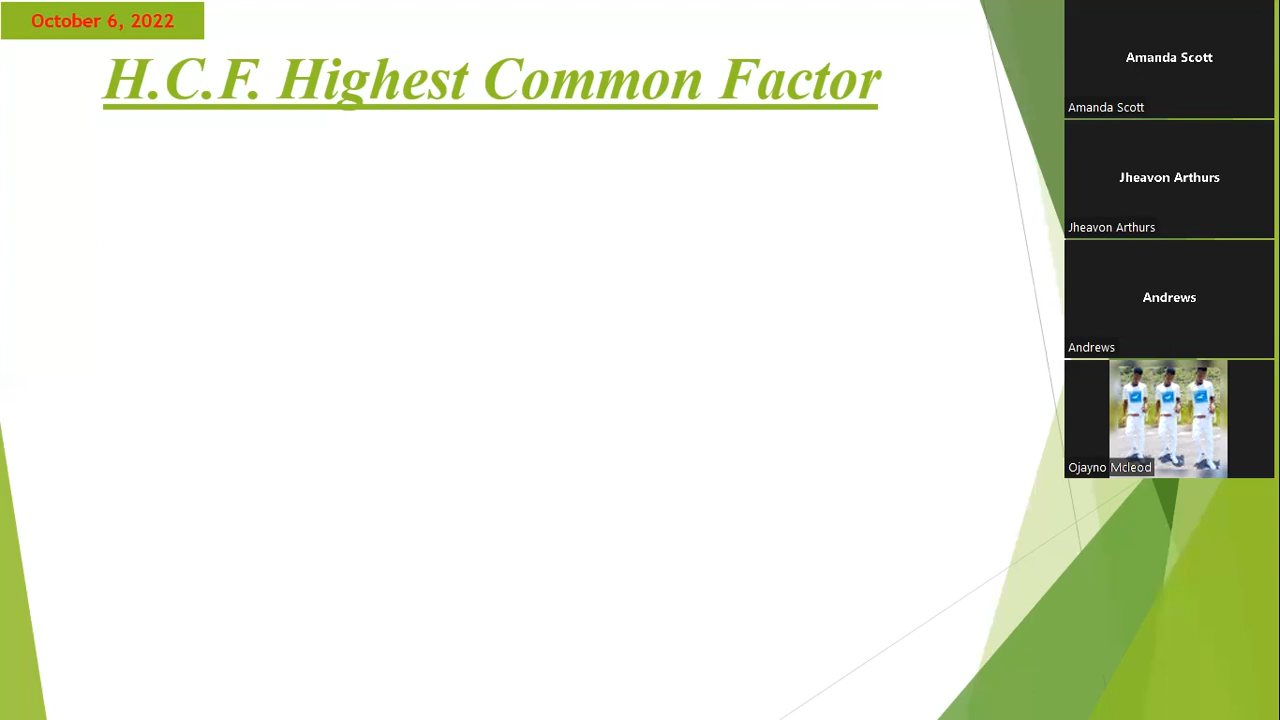 October 6, 2022
H.C.F. Highest Common Factor
Amanda Scott
Amanda Scott
Jheavon Arthurs
Jheavon Arthurs
Andrews
Andrews
Ojayno Mcleod